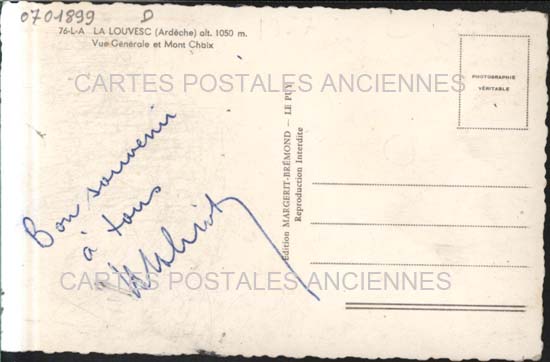 0701899 D
76-L-A LA LOUVESC (Ardèche) alt. 1050 m.
Vue Générale et Mont Chaix
CARTES POSTALES ANCIENNES
PHOTOGRAPHIE
VÉRITABLE
Bon souvenir
à tous
Edition MARGERIT-BRÉMOND — LE PUY
Reproduction Interdite
CARTES POSTALES ANCIENNES